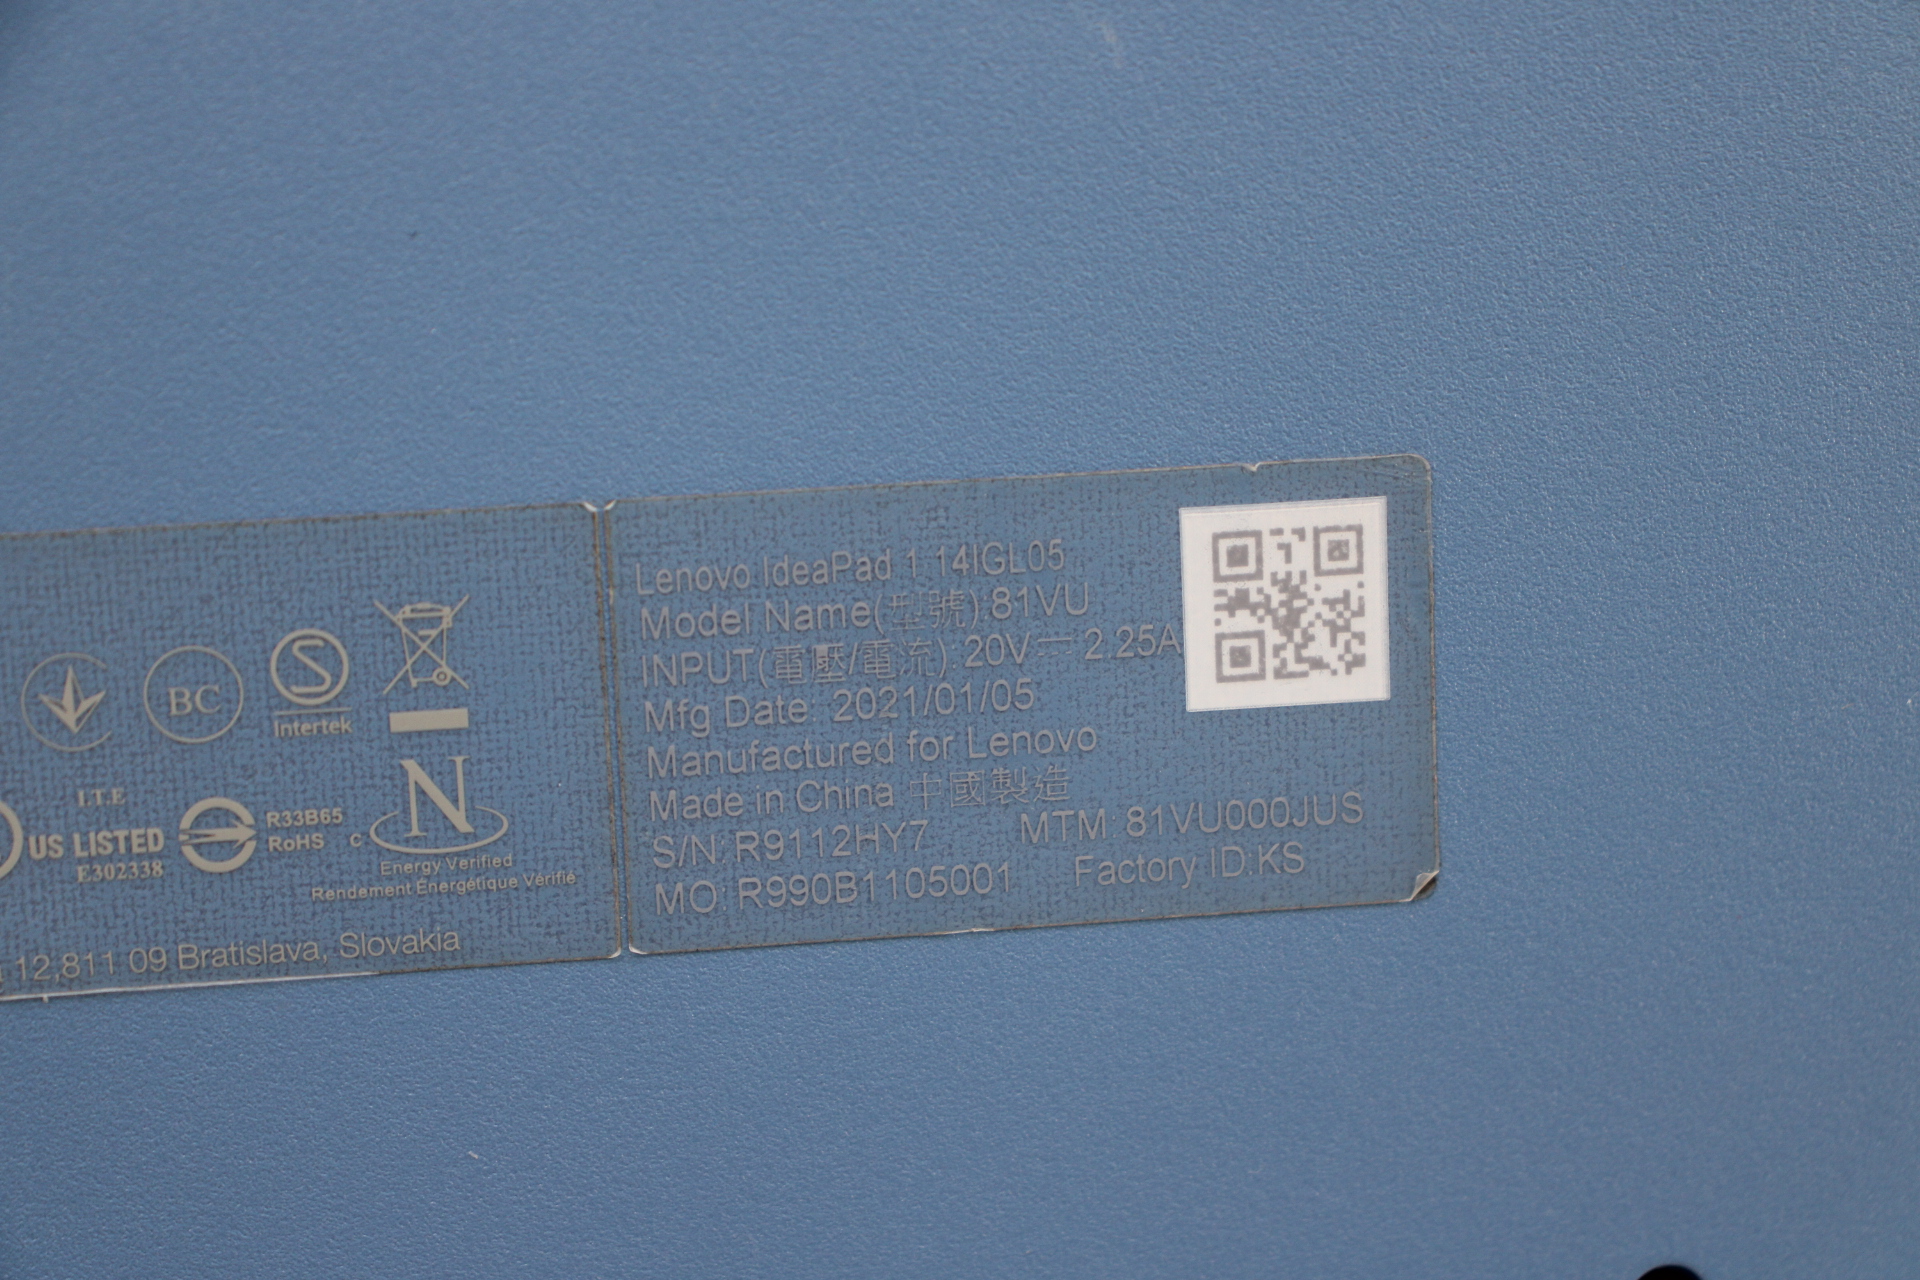 BC
S
Intertek
I.T.E
US LISTED
E302338
R33B65
RoHS
c
N
Energy Verified
Rendement Énergétique Vérifié
12,811 09 Bratislava, Slovakia
Lenovo IdeaPad 1 14IGL05
Model Name(型號):81VU
INPUT(電壓/電流): 20V⎓ 2.25A
Mfg Date: 2021/01/05
Manufactured for Lenovo
Made in China 中國製造
S/N: R9112HY7 MTM: 81VU000JUS
MO: R990B1105001 Factory ID:KS